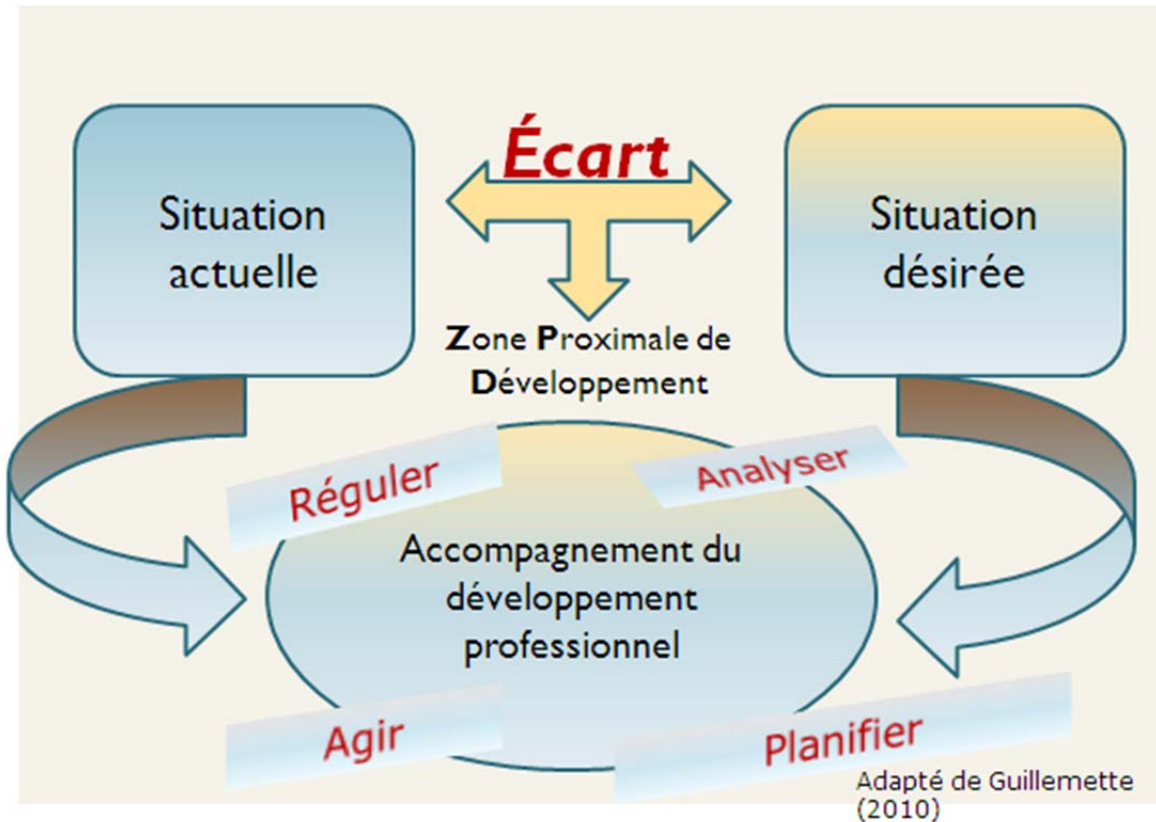 Écart
Situation
actuelle
Situation
désirée
Zone Proximale de
Développement
Réguler
Analyser
Accompagnement du
développement
professionnel
Agir
Planifier
Adapté de Guillemette
(2010)